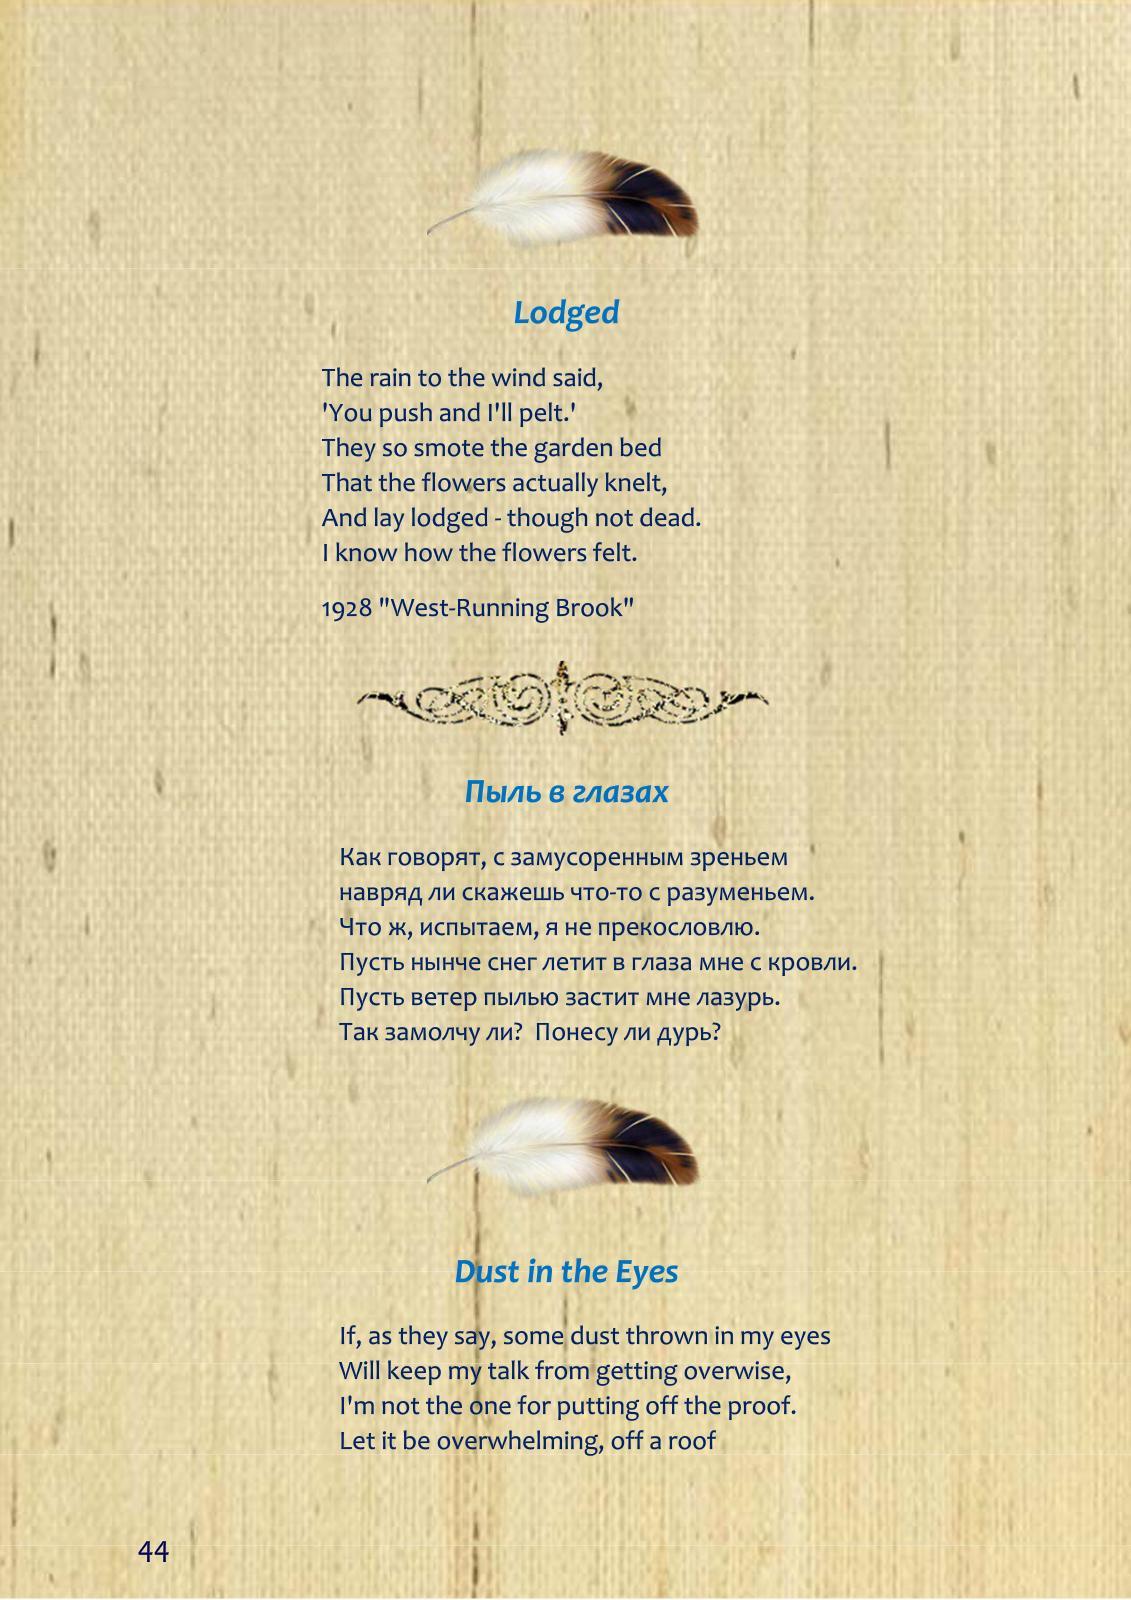 Lodged
The rain to the wind said,
'You push and I'll pelt.'
They so smote the garden bed
That the flowers actually knelt,
And lay lodged - though not dead.
I know how the flowers felt.
1928 "West-Running Brook"
Пыль в глазах
Как говорят, с замусоренным зреньем
навряд ли скажешь что-то с разуменьем.
Что ж, испытаем, я не прекословлю.
Пусть нынче снег летит в глаза мне с кровли.
Пусть ветер пылью застит мне лазурь.
Так замолчу ли?  Понесу ли дурь?
Dust in the Eyes
If, as they say, some dust thrown in my eyes
Will keep my talk from getting overwise,
I'm not the one for putting off the proof.
Let it be overwhelming, off a roof
44